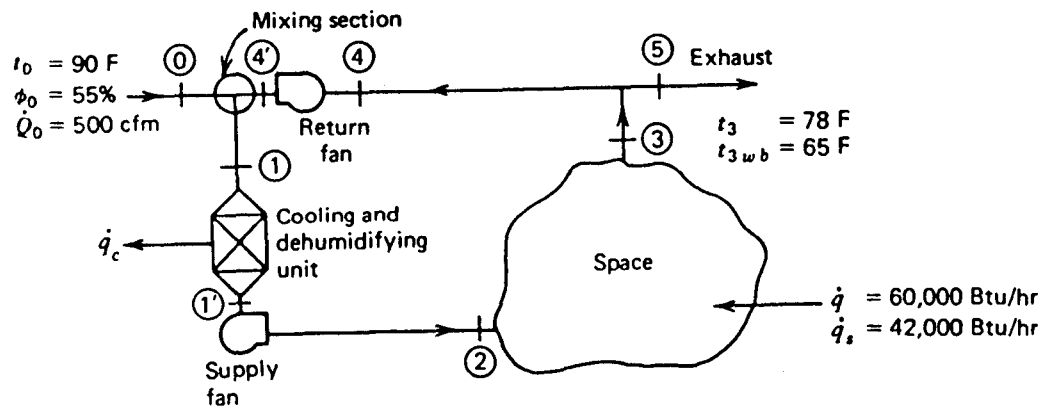 Mixing section
t₀ = 90 F
ϕ₀ = 55%
Q̇₀ = 500 cfm
0
4'
4
5
Exhaust
Return
fan
t₃ = 78 F
t₃ w b = 65 F
3
1
Cooling and
dehumidifying
unit
q̇c
Space
1'
2
q̇ = 60,000 Btu/hr
q̇s = 42,000 Btu/hr
Supply
fan